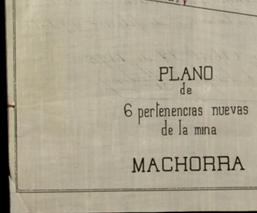 PLANO
de
6 pertenencias nuevas
de la mina
MACHORRA